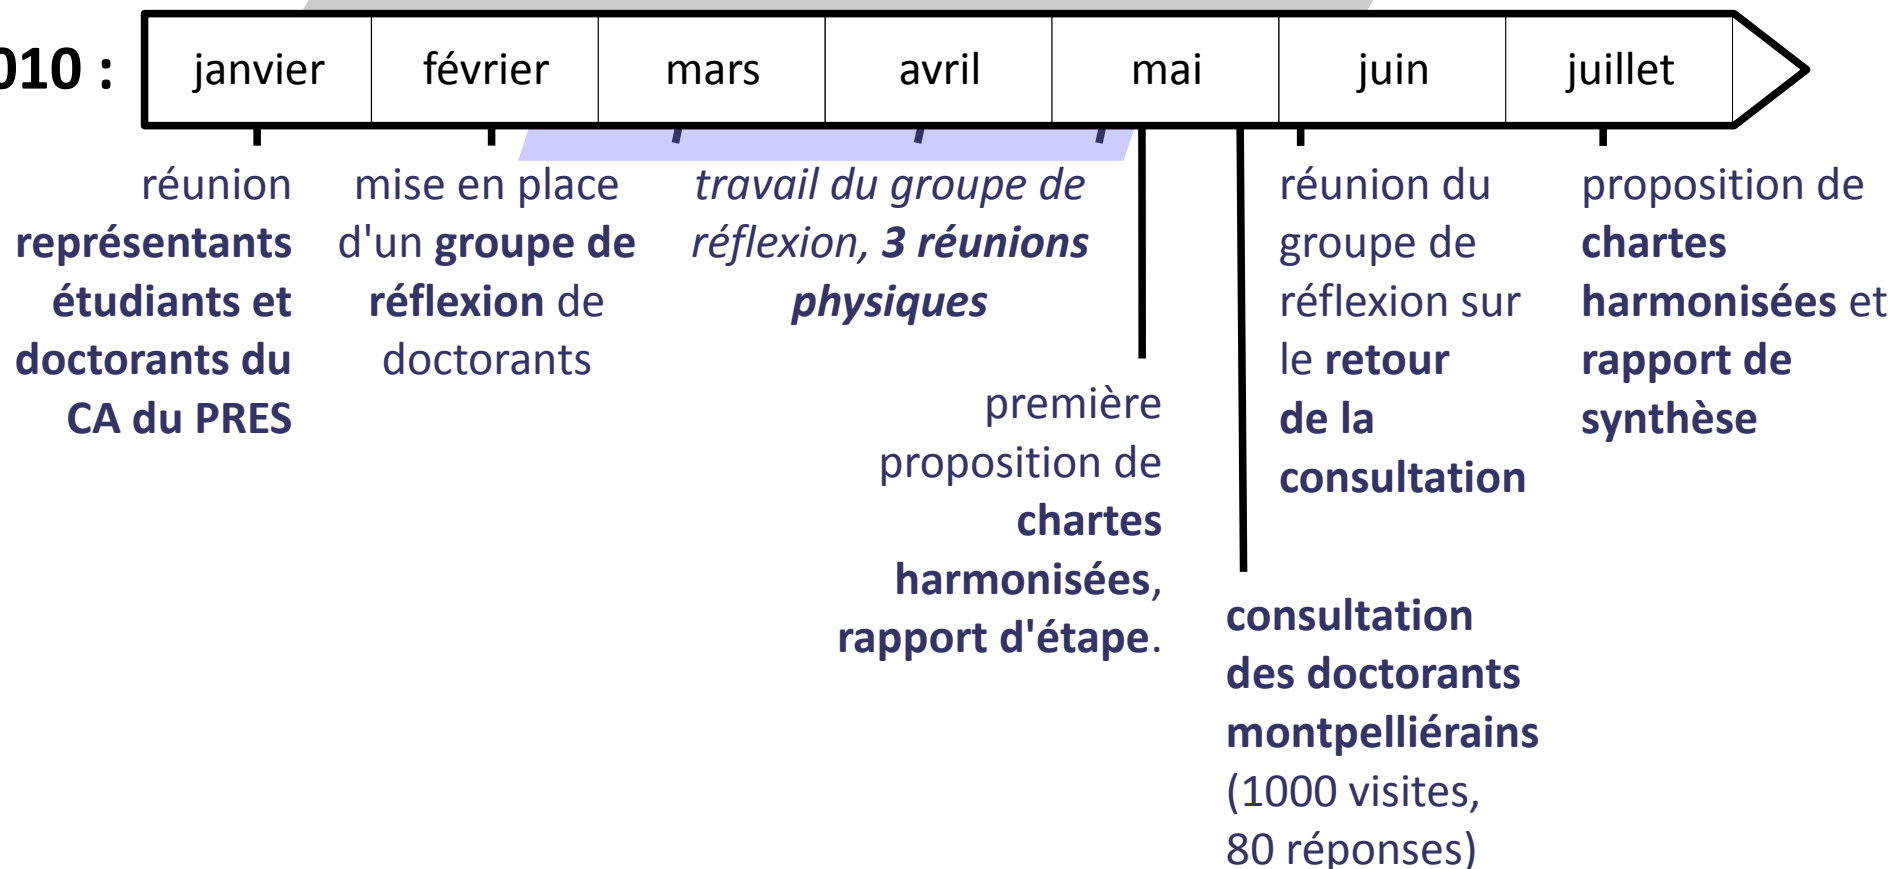 010 :
janvier
février
mars
avril
mai
juin
juillet
réunion
représentants
étudiants et
doctorants du
CA du PRES
mise en place
d'un groupe de
réflexion de
doctorants
travail du groupe de
réflexion, 3 réunions
physiques
première
proposition de
chartes
harmonisées,
rapport d'étape.
consultation
des doctorants
montpelliérains
(1000 visites,
80 réponses)
réunion du
groupe de
réflexion sur
le retour
de la
consultation
proposition de
chartes
harmonisées et
rapport de
synthèse